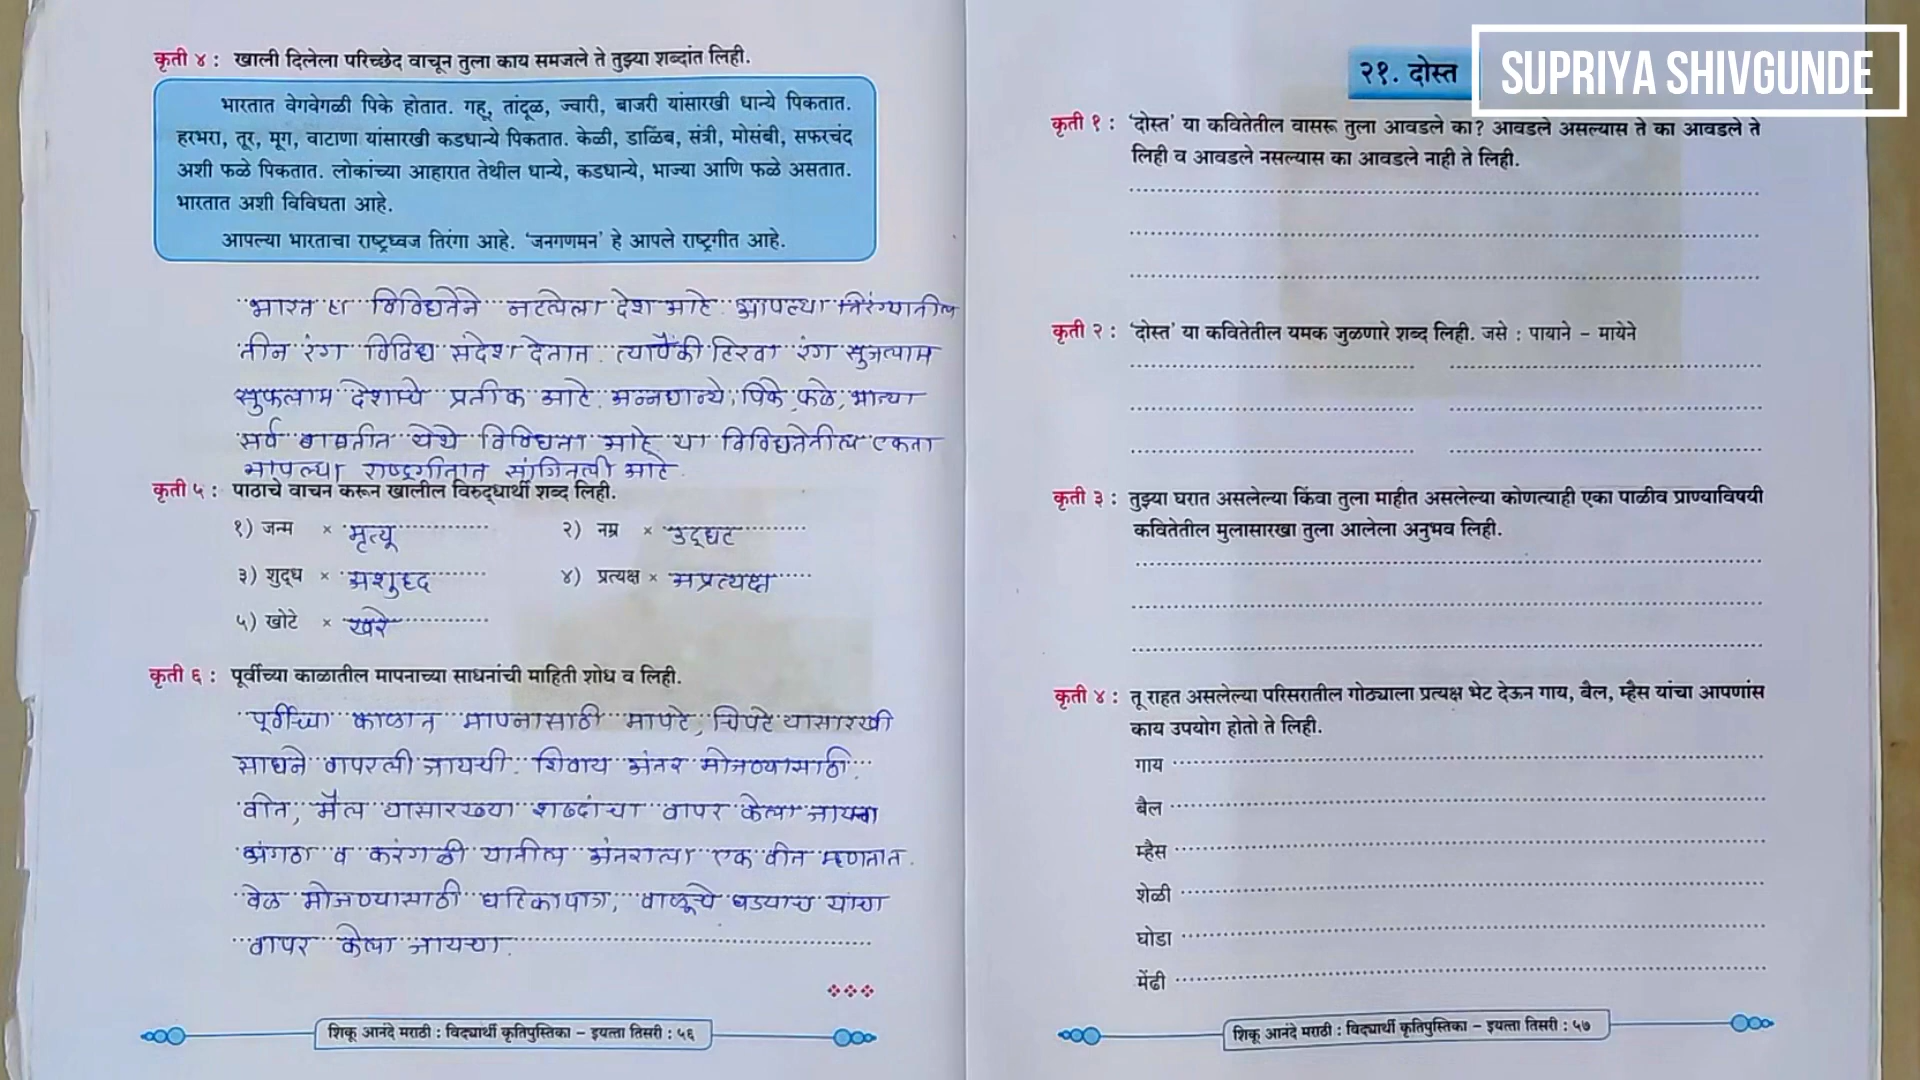 कृती ४ : खाली दिलेला परिच्छेद वाचून तुला काय समजले ते तुझ्या शब्दांत लिही.
भारतात वेगवेगळी पिके होतात. गहू, तांदूळ, ज्वारी, बाजरी यांसारखी धान्ये पिकतात.
हरभरा, तूर, मूग, वाटाणा यांसारखी कडधान्ये पिकतात. केळी, डाळिंब, संत्री, मोसंबी, सफरचंद
अशी फळे पिकतात. लोकांच्या आहारात तेथील धान्ये, कडधान्ये, भाज्या आणि फळे असतात.
भारतात अशी विविधता आहे.
आपल्या भारताचा राष्ट्रध्वज तिरंगा आहे. ‘जनगणमन’ हे आपले राष्ट्रगीत आहे.
भारत हा विविधतेने नटलेला देश आहे. आपल्या तिरंग्यातील
तीन रंग विविध संदेश देतात. त्यापैकी हिरवा रंग सुजलाम
सुफलाम देशाचे प्रतीक आहे. अन्नधान्ये, पिके, फळे, भाज्या
सर्व बाबतीत येथे विविधता आहे या विविधतेतील एकता
आपल्या राष्ट्रगीतात सांगितली आहे.
कृती ५ : पाठाचे वाचन करून खालील विरुद्धार्थी शब्द लिही.
१) जन्म × मृत्यू २) नम्र × उद्धट
३) शुद्ध × अशुद्ध ४) प्रत्यक्ष × अप्रत्यक्ष
५) खोटे × खरे
कृती ६ : पूर्वीच्या काळातील मापनाच्या साधनांची माहिती शोध व लिही.
पूर्वीच्या काळात मापनासाठी मापटे, चिपटे यासारखी
साधने वापरली जायची. शिवाय अंतर मोजण्यासाठी
वीत, मैल यासारख्या शब्दांचा वापर केला जायचा
अंगठा व करंगळी यातील अंतराला एक वीत म्हणतात.
वेळ मोजण्यासाठी घटिकापात्र, वाळूचे घड्याळ यांचा
वापर केला जायचा.
शिकू आनंदे मराठी : विद्यार्थी कृतिपुस्तिका – इयत्ता तिसरी : ५६
२१. दोस्त
SUPRIYA SHIVGUNDE
कृती १ : ‘दोस्त’ या कवितेतील वासरू तुला आवडले का? आवडले असल्यास ते का आवडले ते
लिही व आवडले नसल्यास का आवडले नाही ते लिही.
कृती २ : ‘दोस्त’ या कवितेतील यमक जुळणारे शब्द लिही. जसे : पायाने – मायेने
कृती ३ : तुझ्या घरात असलेल्या किंवा तुला माहीत असलेल्या कोणत्याही एका पाळीव प्राण्याविषयी
कवितेतील मुलासारखा तुला आलेला अनुभव लिही.
कृती ४ : तू राहत असलेल्या परिसरातील गोठ्याला प्रत्यक्ष भेट देऊन गाय, बैल, म्हैस यांचा आपणांस
काय उपयोग होतो ते लिही.
गाय
बैल
म्हैस
शेळी
घोडा
मेंढी
शिकू आनंदे मराठी : विद्यार्थी कृतिपुस्तिका – इयत्ता तिसरी : ५७